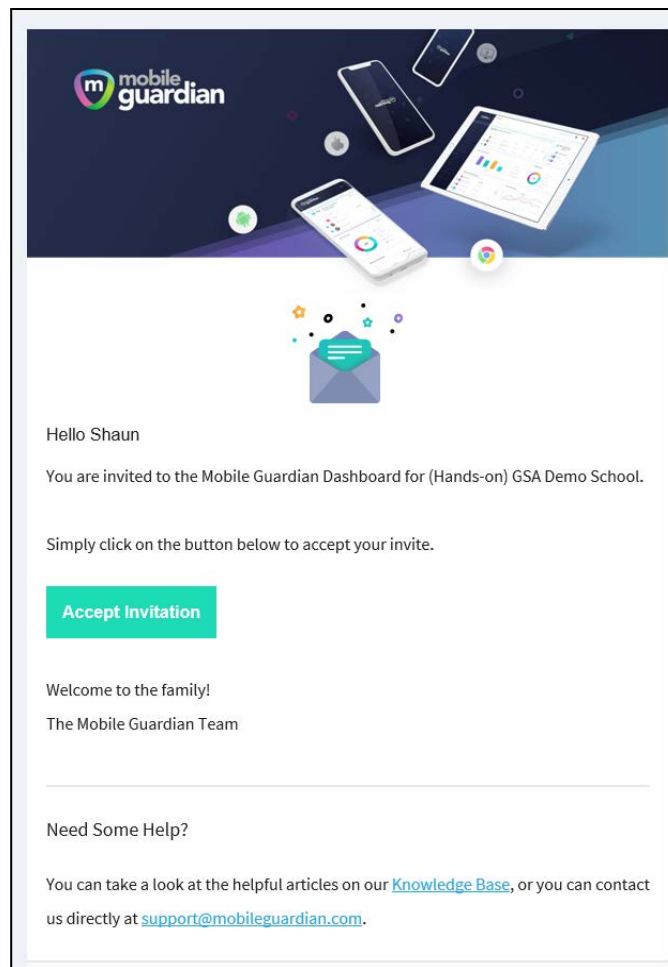 m mobile
guardian
Hello Shaun
You are invited to the Mobile Guardian Dashboard for (Hands-on) GSA Demo School.
Simply click on the button below to accept your invite.
Accept Invitation
Welcome to the family!
The Mobile Guardian Team
Need Some Help?
You can take a look at the helpful articles on our Knowledge Base, or you can contact
us directly at support@mobileguardian.com.